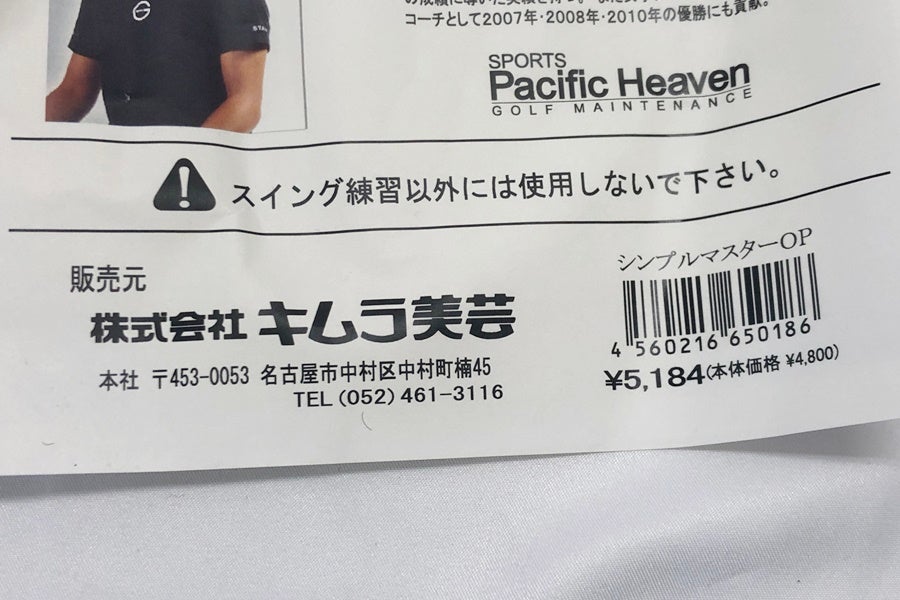 コーチとして2007年・2008年・2010年の優勝にも貢献。
SPORTS
Pacific Heaven
GOLF MAINTENANCE
スイング練習以外には使用しないで下さい。
販売元
株式会社 キムラ美芸
本社 〒453-0053 名古屋市中村区中村町楠45
TEL (052) 461-3116
シンプルマスターOP
4 560216 650186
¥5,184(本体価格 ¥4,800)